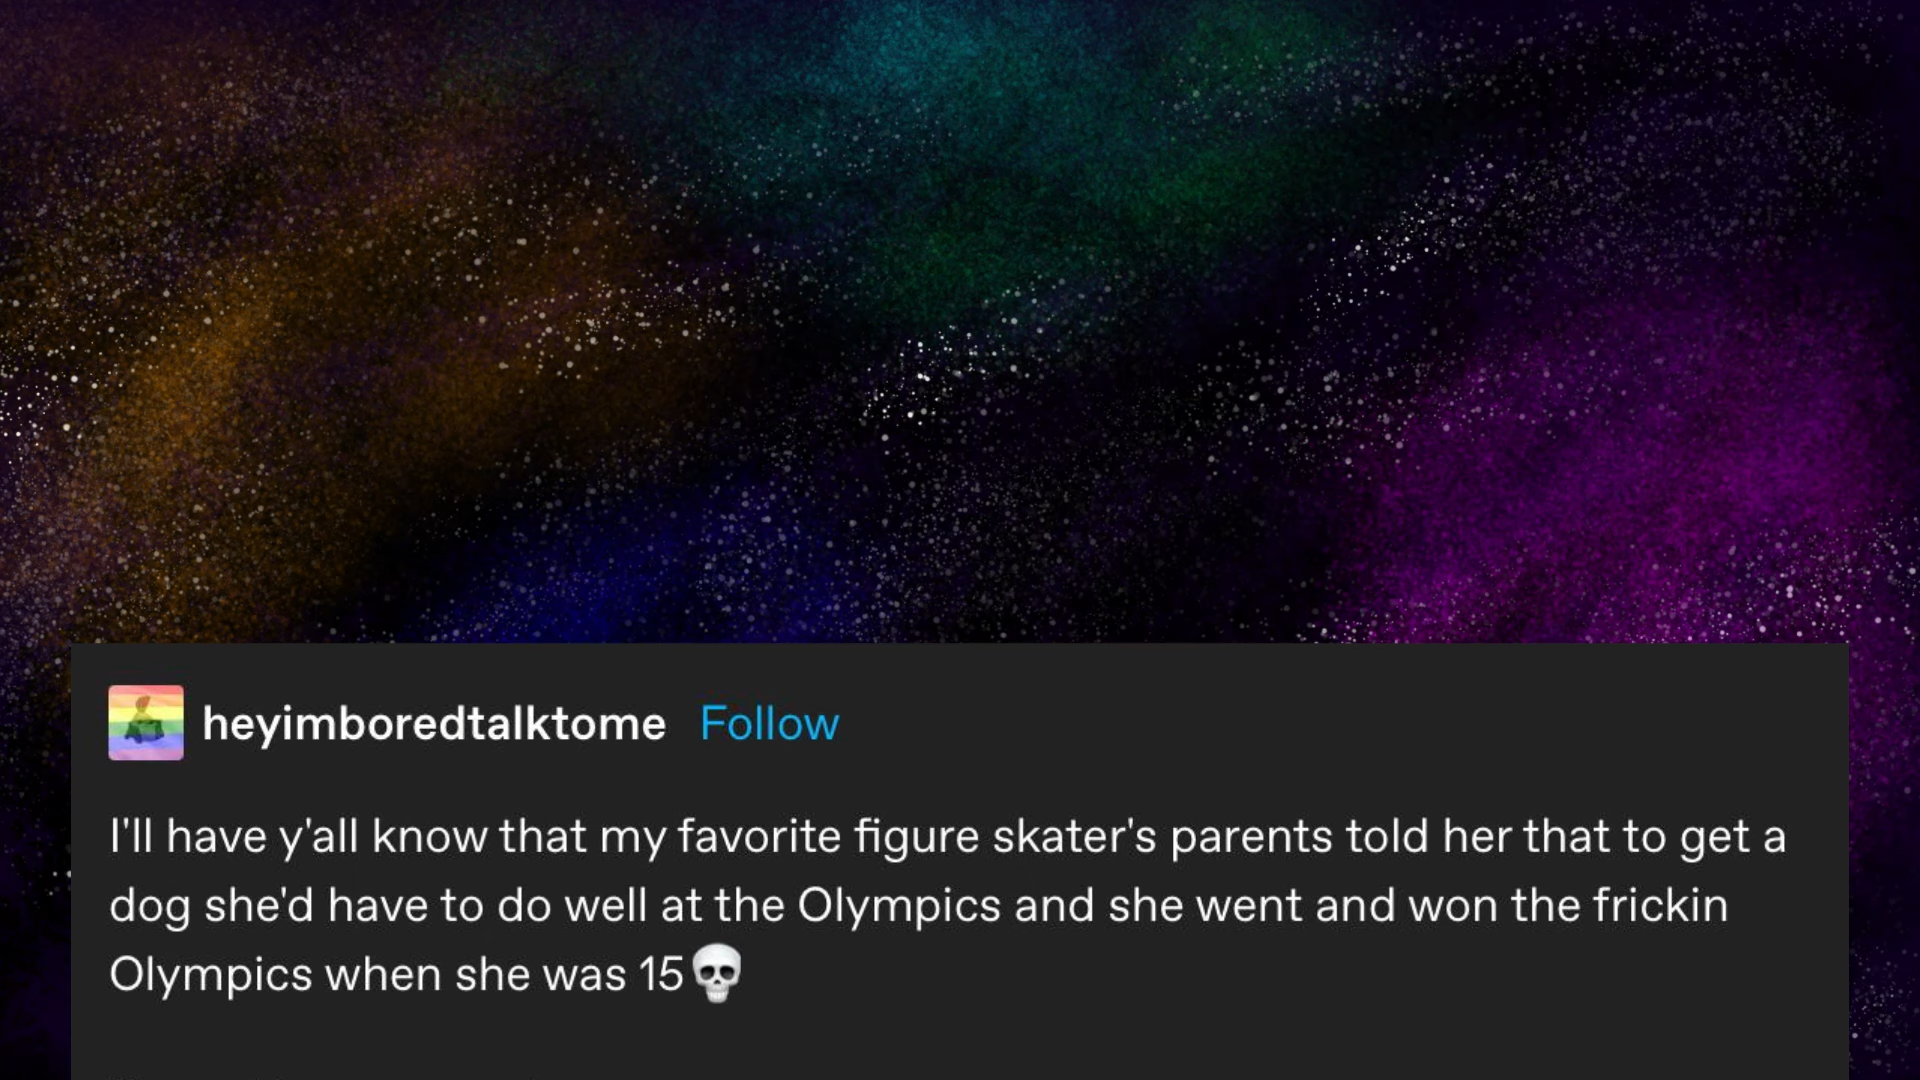 heyimboredtalktome Follow
I'll have y'all know that my favorite figure skater's parents told her that to get a
dog she'd have to do well at the Olympics and she went and won the frickin
Olympics when she was 15💀